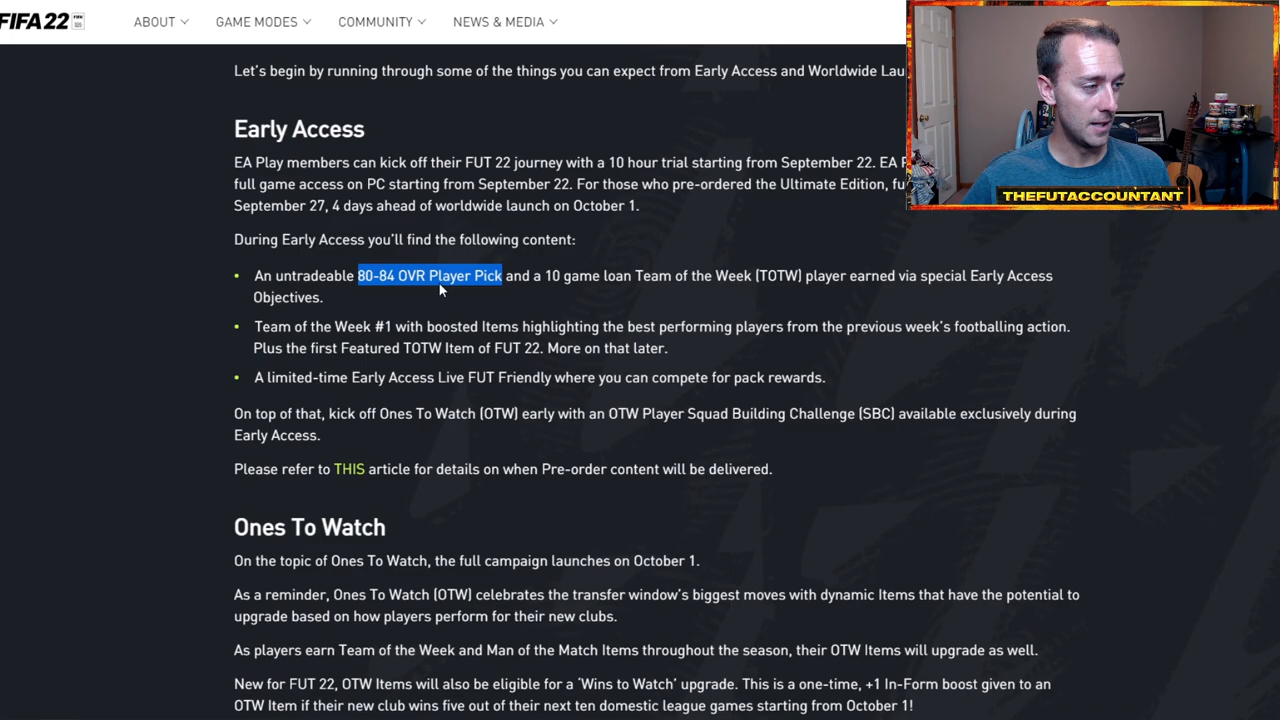 FIFA 22
ABOUT GAME MODES COMMUNITY NEWS & MEDIA
Let's begin by running through some of the things you can expect from Early Access and Worldwide Lau
Early Access
EA Play members can kick off their FUT 22 journey with a 10 hour trial starting from September 22. EA P
full game access on PC starting from September 22. For those who pre-ordered the Ultimate Edition, fu
September 27, 4 days ahead of worldwide launch on October 1.
THEFUTACCOUNTANT
During Early Access you'll find the following content:
• An untradeable 80-84 OVR Player Pick and a 10 game loan Team of the Week (TOTW) player earned via special Early Access
Objectives.
• Team of the Week #1 with boosted Items highlighting the best performing players from the previous week's footballing action.
Plus the first Featured TOTW Item of FUT 22. More on that later.
• A limited-time Early Access Live FUT Friendly where you can compete for pack rewards.
On top of that, kick off Ones To Watch (OTW) early with an OTW Player Squad Building Challenge (SBC) available exclusively during
Early Access.
Please refer to THIS article for details on when Pre-order content will be delivered.
Ones To Watch
On the topic of Ones To Watch, the full campaign launches on October 1.
As a reminder, Ones To Watch (OTW) celebrates the transfer window's biggest moves with dynamic Items that have the potential to
upgrade based on how players perform for their new clubs.
As players earn Team of the Week and Man of the Match Items throughout the season, their OTW Items will upgrade as well.
New for FUT 22, OTW Items will also be eligible for a 'Wins to Watch' upgrade. This is a one-time, +1 In-Form boost given to an
OTW Item if their new club wins five out of their next ten domestic league games starting from October 1!